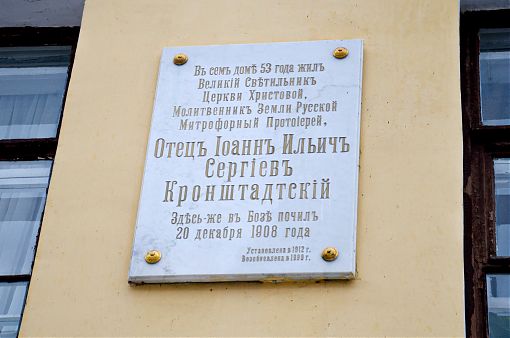 Въ семъ домѣ 53 года жилъ
Великій Свѣтильникъ
Церкви Христовой,
Молитвенникъ Земли Русской
Митрофорный Протоіерей,
Отецъ Іоаннъ Ильичъ
Сергіевъ
Кронштадтскій
Здѣсь-же въ Бозѣ почилъ
20 декабря 1908 года
Установлена в 1912 г.
Возобновлена в 1995 г.